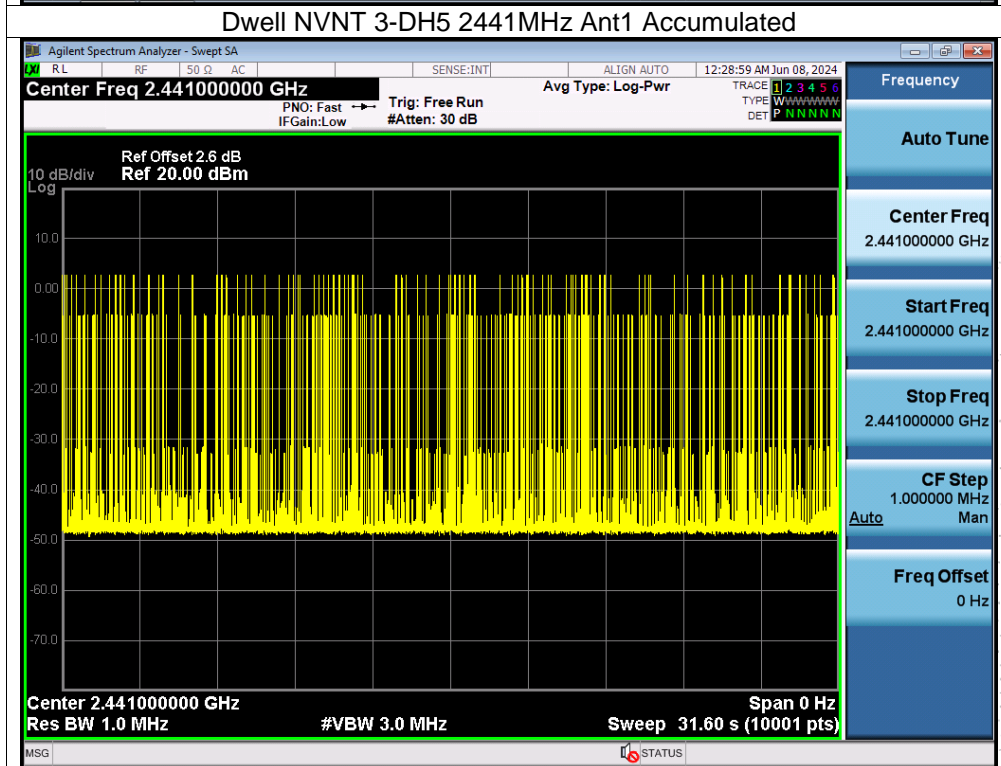 Dwell NVNT 3-DH5 2441MHz Ant1 Accumulated
Agilent Spectrum Analyzer - Swept SA
LXI RL RF 50 Ω AC SENSE:INT ALIGN AUTO 12:28:59 AM Jun 08, 2024
Center Freq 2.441000000 GHz
PNO: Fast
IFGain:Low
Trig: Free Run
#Atten: 30 dB
Avg Type: Log-Pwr
TRACE 1 2 3 4 5 6
TYPE WWWWWW
DET P N N N N N
Frequency
Auto Tune
Center Freq
2.441000000 GHz
Start Freq
2.441000000 GHz
Stop Freq
2.441000000 GHz
CF Step
1.000000 MHz
Auto Man
Freq Offset
0 Hz
Ref Offset 2.6 dB
10 dB/div Ref 20.00 dBm
Log
10.0
0.00
-10.0
-20.0
-30.0
-40.0
-50.0
-60.0
-70.0
Center 2.441000000 GHz Span 0 Hz
Res BW 1.0 MHz #VBW 3.0 MHz Sweep 31.60 s (10001 pts)
MSG STATUS